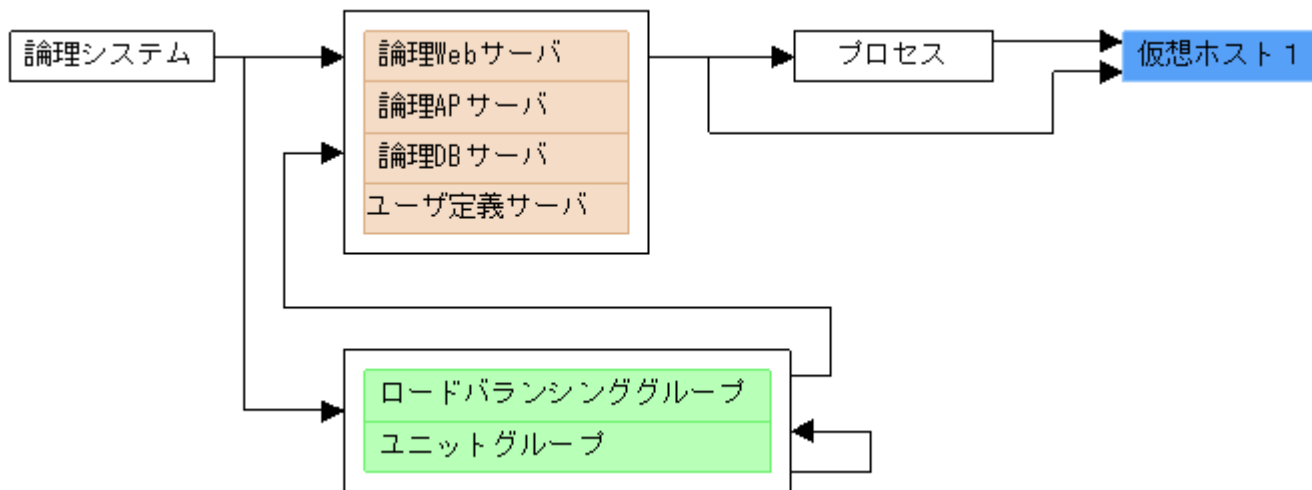 論理システム
論理Webサーバ
論理APサーバ
論理DBサーバ
ユーザ定義サーバ
プロセス
仮想ホスト1
ロードバランシンググループ
ユニットグループ